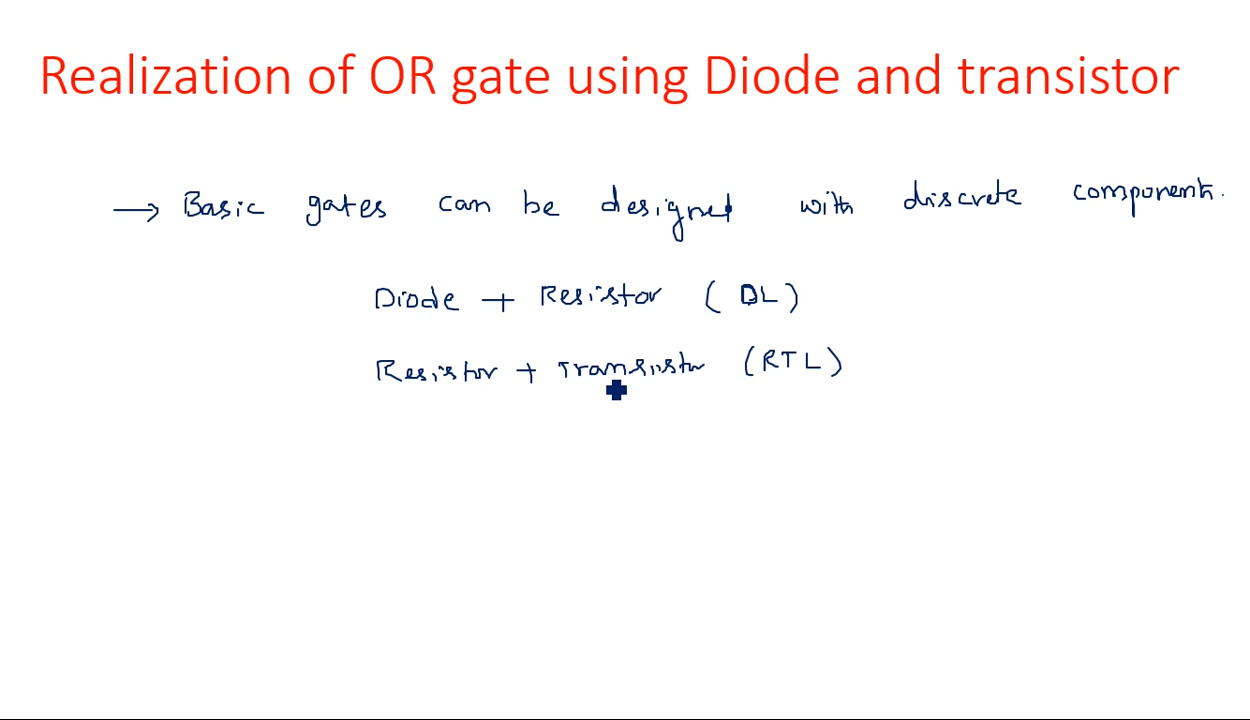 Realization of OR gate using Diode and transistor
→ Basic gates can be designed with discrete components.
Diode + Resistor (DL)
Resistor + Transistor (RTL)